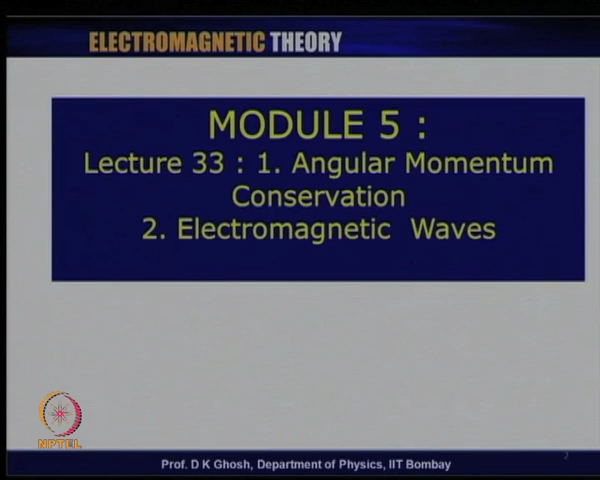 ELECTROMAGNETIC THEORY
MODULE 5 :
Lecture 33 : 1. Angular Momentum
Conservation
2. Electromagnetic Waves
NPTEL
Prof. D K Ghosh, Department of Physics, IIT Bombay
2